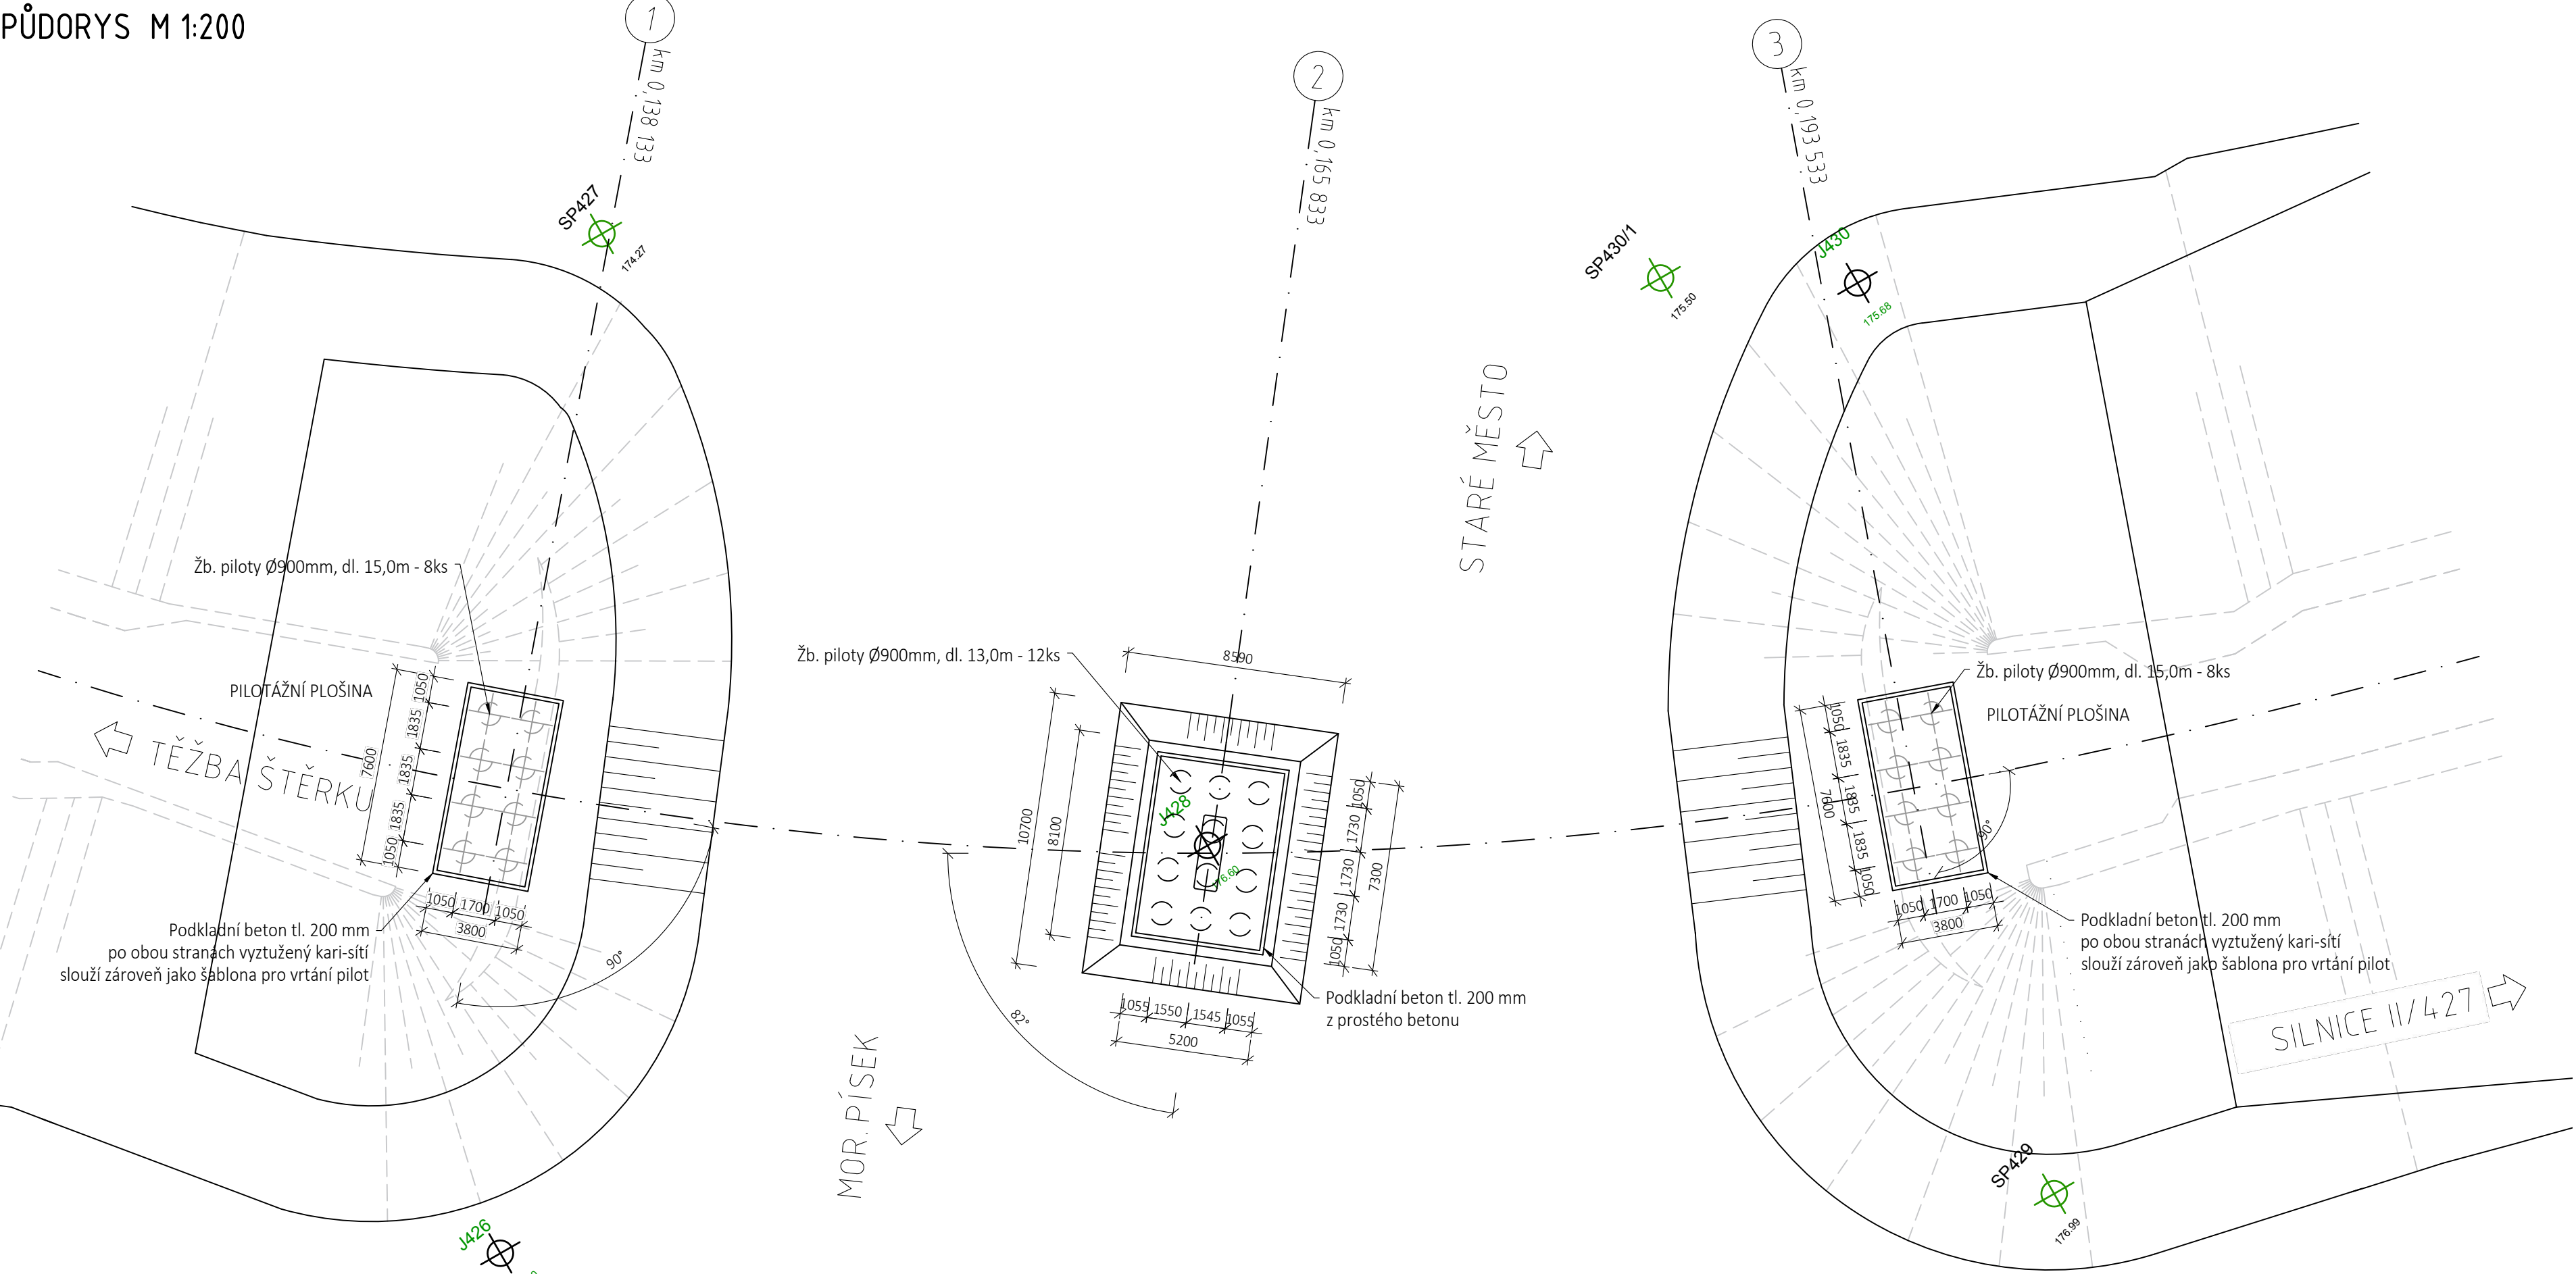 PŮDORYS M 1:200
1
km 0,138 133
2
km 0,165 833
3
km 0,193 533
SP427
174.27
SP430/1
175.50
J430
175.68
STARÉ MĚSTO
Žb. piloty Ø900mm, dl. 15,0m - 8ks
PILOTÁŽNÍ PLOŠINA
TĚŽBA ŠTĚRKU
7600
1050
1835
1835
1835
1050
1050
1700
1050
3800
90°
Podkladní beton tl. 200 mm
po obou stranách vyztužený kari-sítí
slouží zároveň jako šablona pro vrtání pilot
J426
Žb. piloty Ø900mm, dl. 13,0m - 12ks
8590
10700
8100
J428
1050
1730
1730
1730
1050
7300
1055
1550
1545
1055
5200
82°
Podkladní beton tl. 200 mm
z prostého betonu
MOR. PÍSEK
Žb. piloty Ø900mm, dl. 15,0m - 8ks
PILOTÁŽNÍ PLOŠINA
1050
1835
1835
1835
1050
7600
90°
1050
1700
1050
3800
Podkladní beton tl. 200 mm
po obou stranách vyztužený kari-sítí
slouží zároveň jako šablona pro vrtání pilot
SILNICE II/427
SP429
176.99